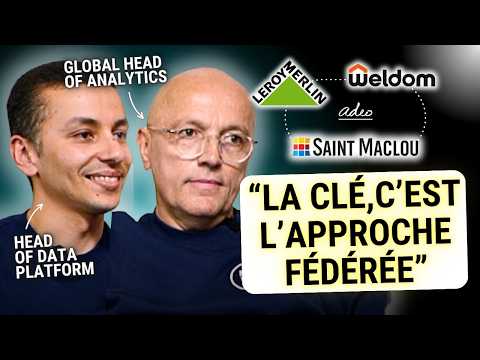 GLOBAL HEAD
OF ANALYTICS
LEROY MERLIN
weldom
adeo
SAINT MACLOU
HEAD
OF DATA
PLATFORM
“LA CLÉ,C’EST
L’APPROCHE
FÉDÉRÉE”